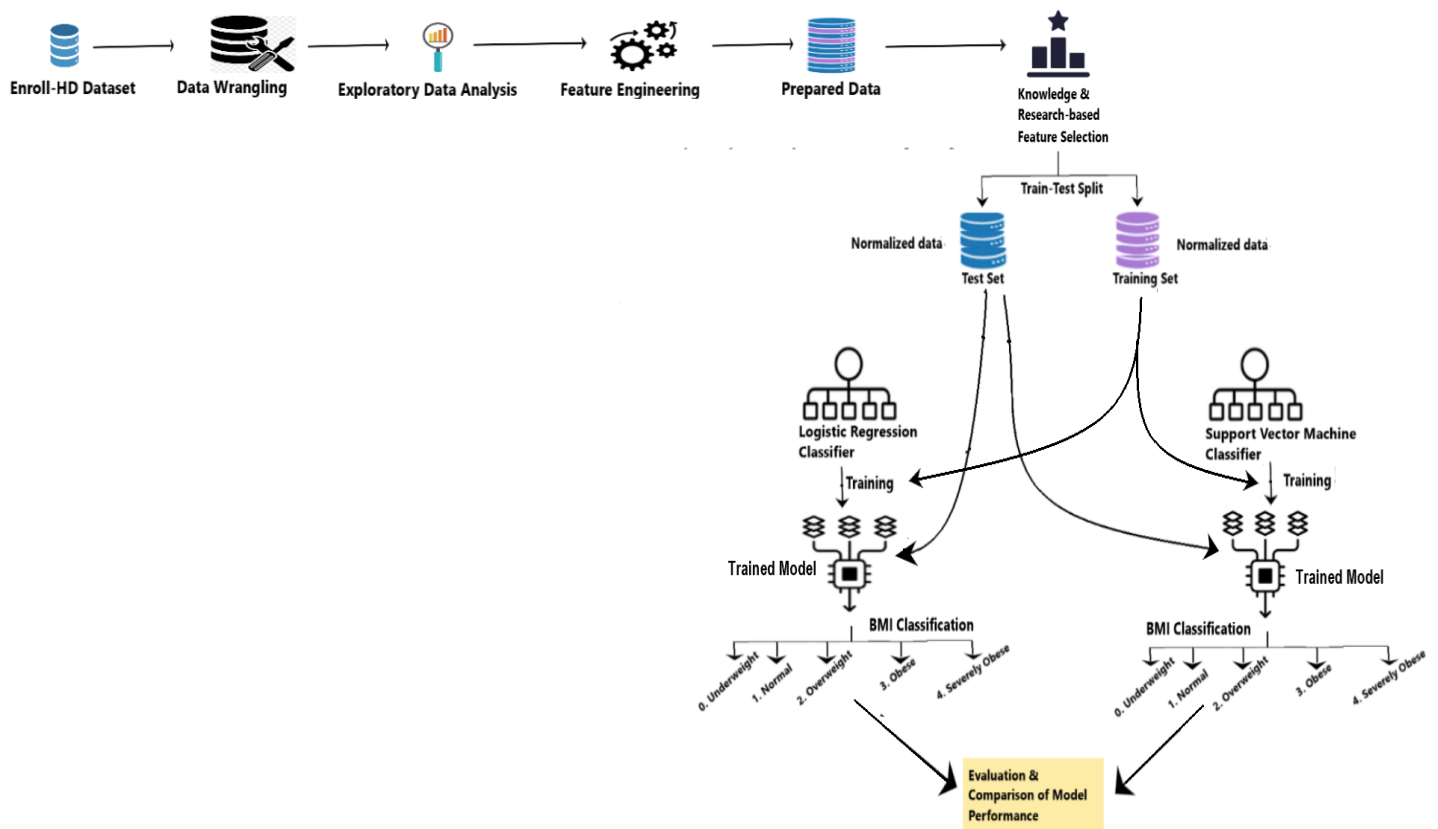 Enroll-HD Dataset
Data Wrangling
Exploratory Data Analysis
Feature Engineering
Prepared Data
Knowledge &
Research-based
Feature Selection
Train-Test Split
Normalized data
Normalized data
Test Set
Training Set
Logistic Regression
Classifier
Support Vector Machine
Classifier
Training
Training
Trained Model
Trained Model
BMI Classification
BMI Classification
0. Underweight
1. Normal
2. Overweight
3. Obese
4. Severely Obese
0. Underweight
1. Normal
2. Overweight
3. Obese
4. Severely Obese
Evaluation &
Comparison of Model
Performance